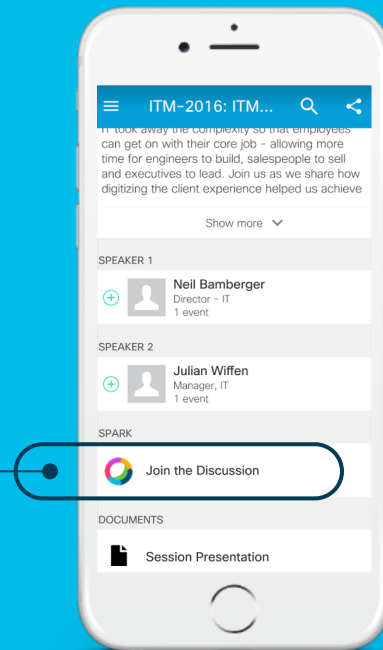 ITM-2016: ITM...
IT took away the complexity so that employees
can get on with their core job - allowing more
time for engineers to build, salespeople to sell
and executives to lead. Join us as we share how
digitizing the client experience helped us achieve
Show more
SPEAKER 1
Neil Bamberger
Director - IT
1 event
SPEAKER 2
Julian Wiffen
Manager, IT
1 event
SPARK
Join the Discussion
DOCUMENTS
Session Presentation